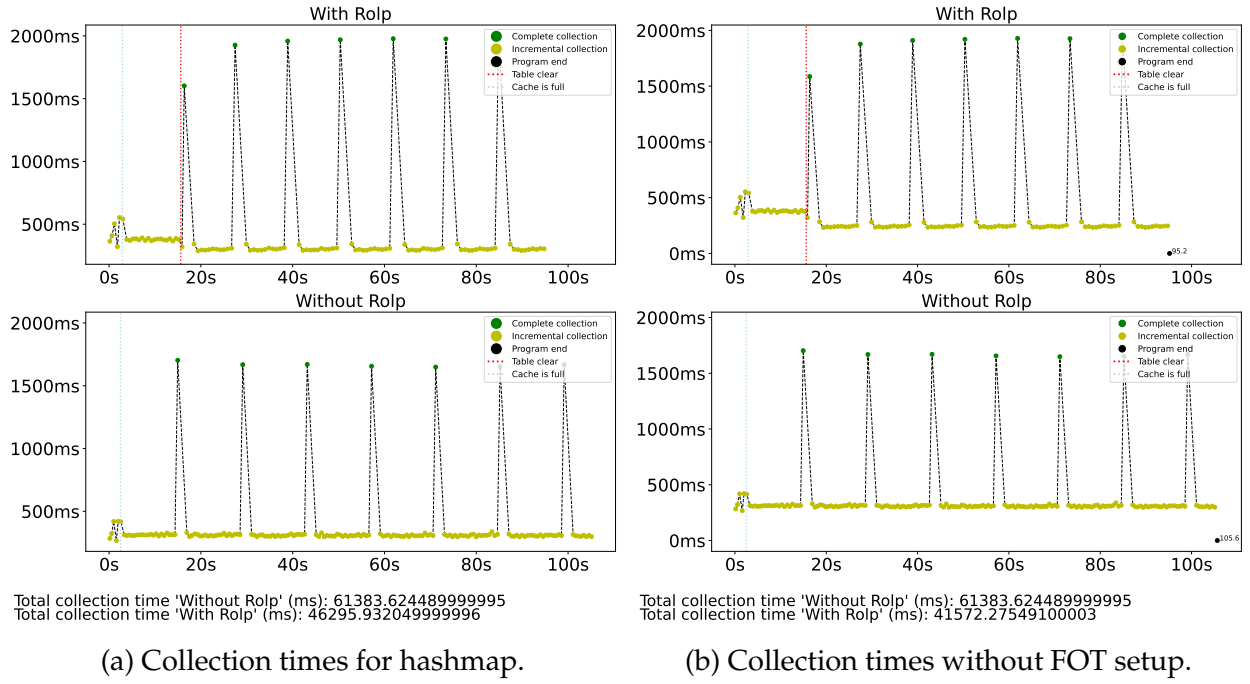 With Rolp
2000ms
1500ms
1000ms
500ms
0s
20s
40s
60s
80s
100s
Complete collection
Incremental collection
Program end
Table clear
Cache is full
Without Rolp
2000ms
1500ms
1000ms
500ms
0s
20s
40s
60s
80s
100s
Complete collection
Incremental collection
Program end
Table clear
Cache is full
Total collection time 'Without Rolp' (ms): 61383.624489999995
Total collection time 'With Rolp' (ms): 46295.932049999996
(a) Collection times for hashmap.
With Rolp
2000ms
1500ms
1000ms
500ms
0ms
0s
20s
40s
60s
80s
100s
Complete collection
Incremental collection
Program end
Table clear
Cache is full
95.2
Without Rolp
2000ms
1500ms
1000ms
500ms
0ms
0s
20s
40s
60s
80s
100s
Complete collection
Incremental collection
Program end
Table clear
Cache is full
105.6
Total collection time 'Without Rolp' (ms): 61383.624489999995
Total collection time 'With Rolp' (ms): 41572.27549100003
(b) Collection times without FOT setup.